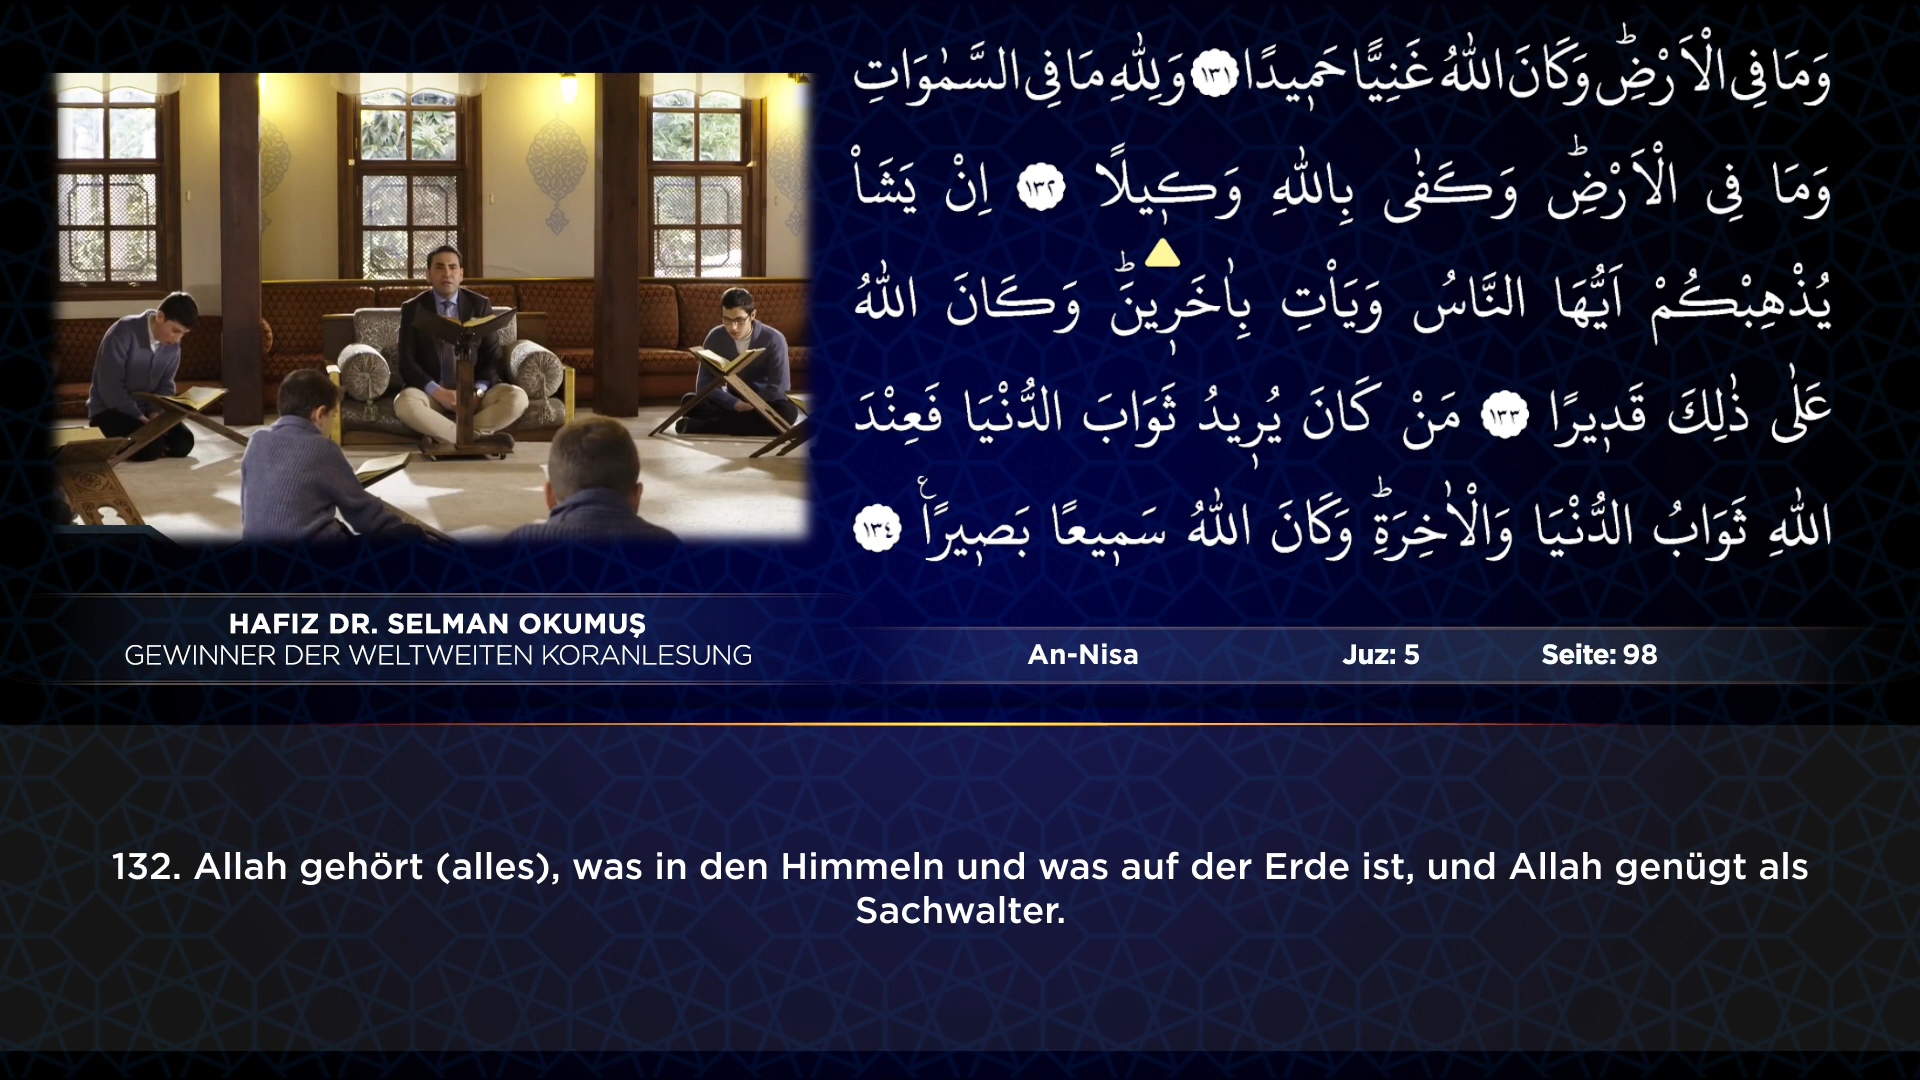 وَمَا فِى الْاَرْضِۜ وَكَانَ اللّٰهُ غَنِيًّا حَمٖيدًا ١٣١ وَلِلّٰهِ مَا فِى السَّمٰوَاتِ
وَمَا فِى الْاَرْضِۜ وَكَفٰى بِاللّٰهِ وَكٖيلًا ١٣٢ اِنْ يَشَاْ
يُذْهِبْكُمْ اَيُّهَا النَّاسُ وَيَاْتِ بِاٰخَرٖينَۜ وَكَانَ اللّٰهُ
عَلٰى ذٰلِكَ قَدٖيرًا ١٣٣ مَنْ كَانَ يُرٖيدُ ثَوَابَ الدُّنْيَا فَعِنْدَ
اللّٰهِ ثَوَابُ الدُّنْيَا وَالْاٰخِرَةِۜ وَكَانَ اللّٰهُ سَمٖيعًا بَصٖيرًاࣖ ١٣٤
HAFIZ DR. SELMAN OKUMUŞ
GEWINNER DER WELTWEITEN KORANLESUNG
An-Nisa Juz: 5 Seite: 98
132. Allah gehört (alles), was in den Himmeln und was auf der Erde ist, und Allah genügt als
Sachwalter.